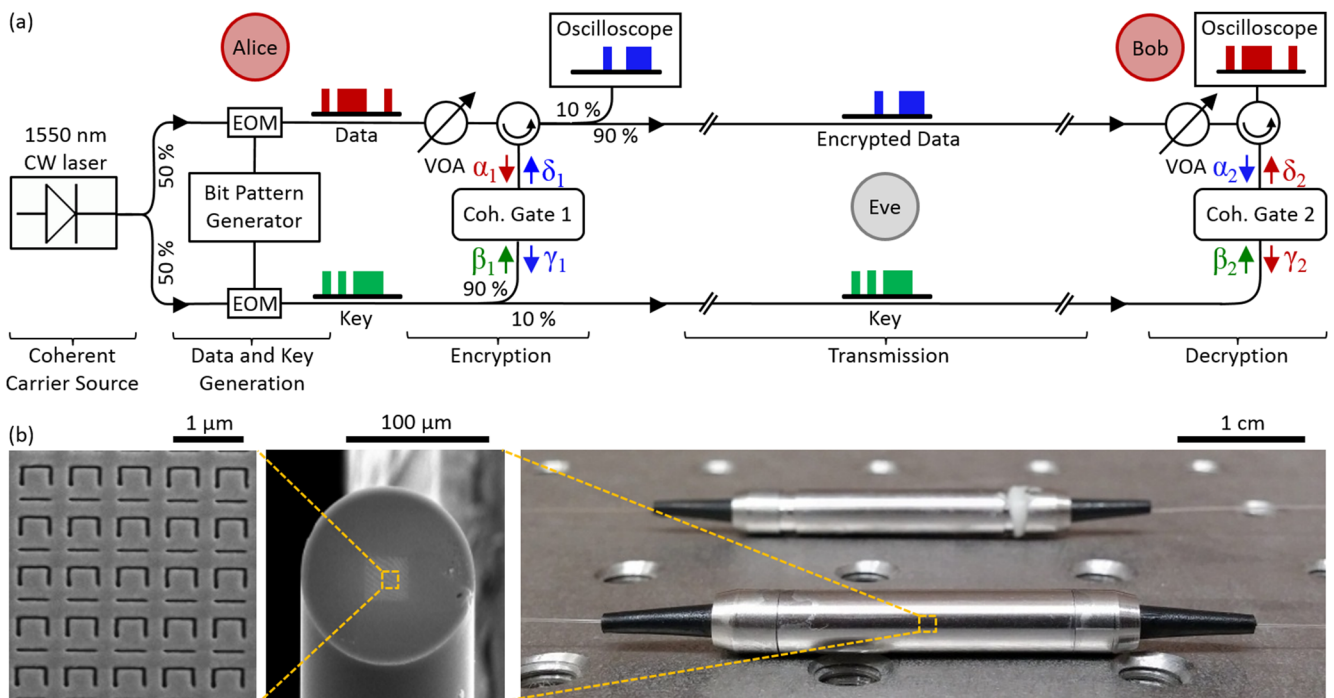 (a)
Alice
Bob
Oscilloscope
Oscilloscope
1550 nm
CW laser
50 %
50 %
EOM
Data
VOA
10 %
90 %
Encrypted Data
VOA
α1
δ1
α2
δ2
Bit Pattern
Generator
Coh. Gate 1
Eve
Coh. Gate 2
β1
γ1
β2
γ2
EOM
Key
90 %
10 %
Key
Coherent
Carrier Source
Data and Key
Generation
Encryption
Transmission
Decryption
(b)
1 μm
100 μm
1 cm